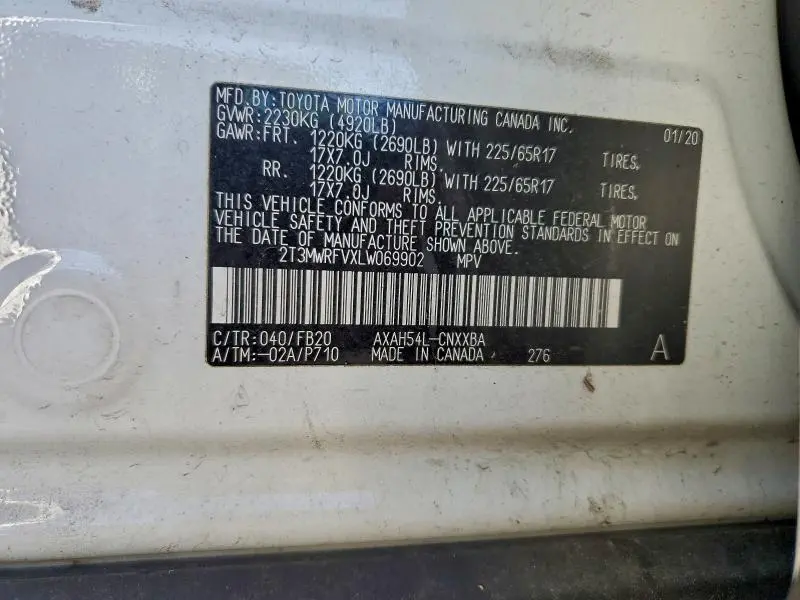 MFD.BY:TOYOTA MOTOR MANUFACTURING CANADA INC.
GVWR:2230KG (4920LB) 01/20
GAWR:FRT. 1220KG (2690LB) WITH 225/65R17 TIRES,
17X7.0J RIMS.
RR. 1220KG (2690LB) WITH 225/65R17 TIRES,
17X7.0J RIMS.
THIS VEHICLE CONFORMS TO ALL APPLICABLE FEDERAL MOTOR
VEHICLE SAFETY AND THEFT PREVENTION STANDARDS IN EFFECT ON
THE DATE OF MANUFACTURE SHOWN ABOVE.
2T3MWRFVXLW069902 MPV
C/TR:040/FB20 AXAH54L-CNXXBA
A/TM:-02A/P710 MADE IN CANADA 276 A